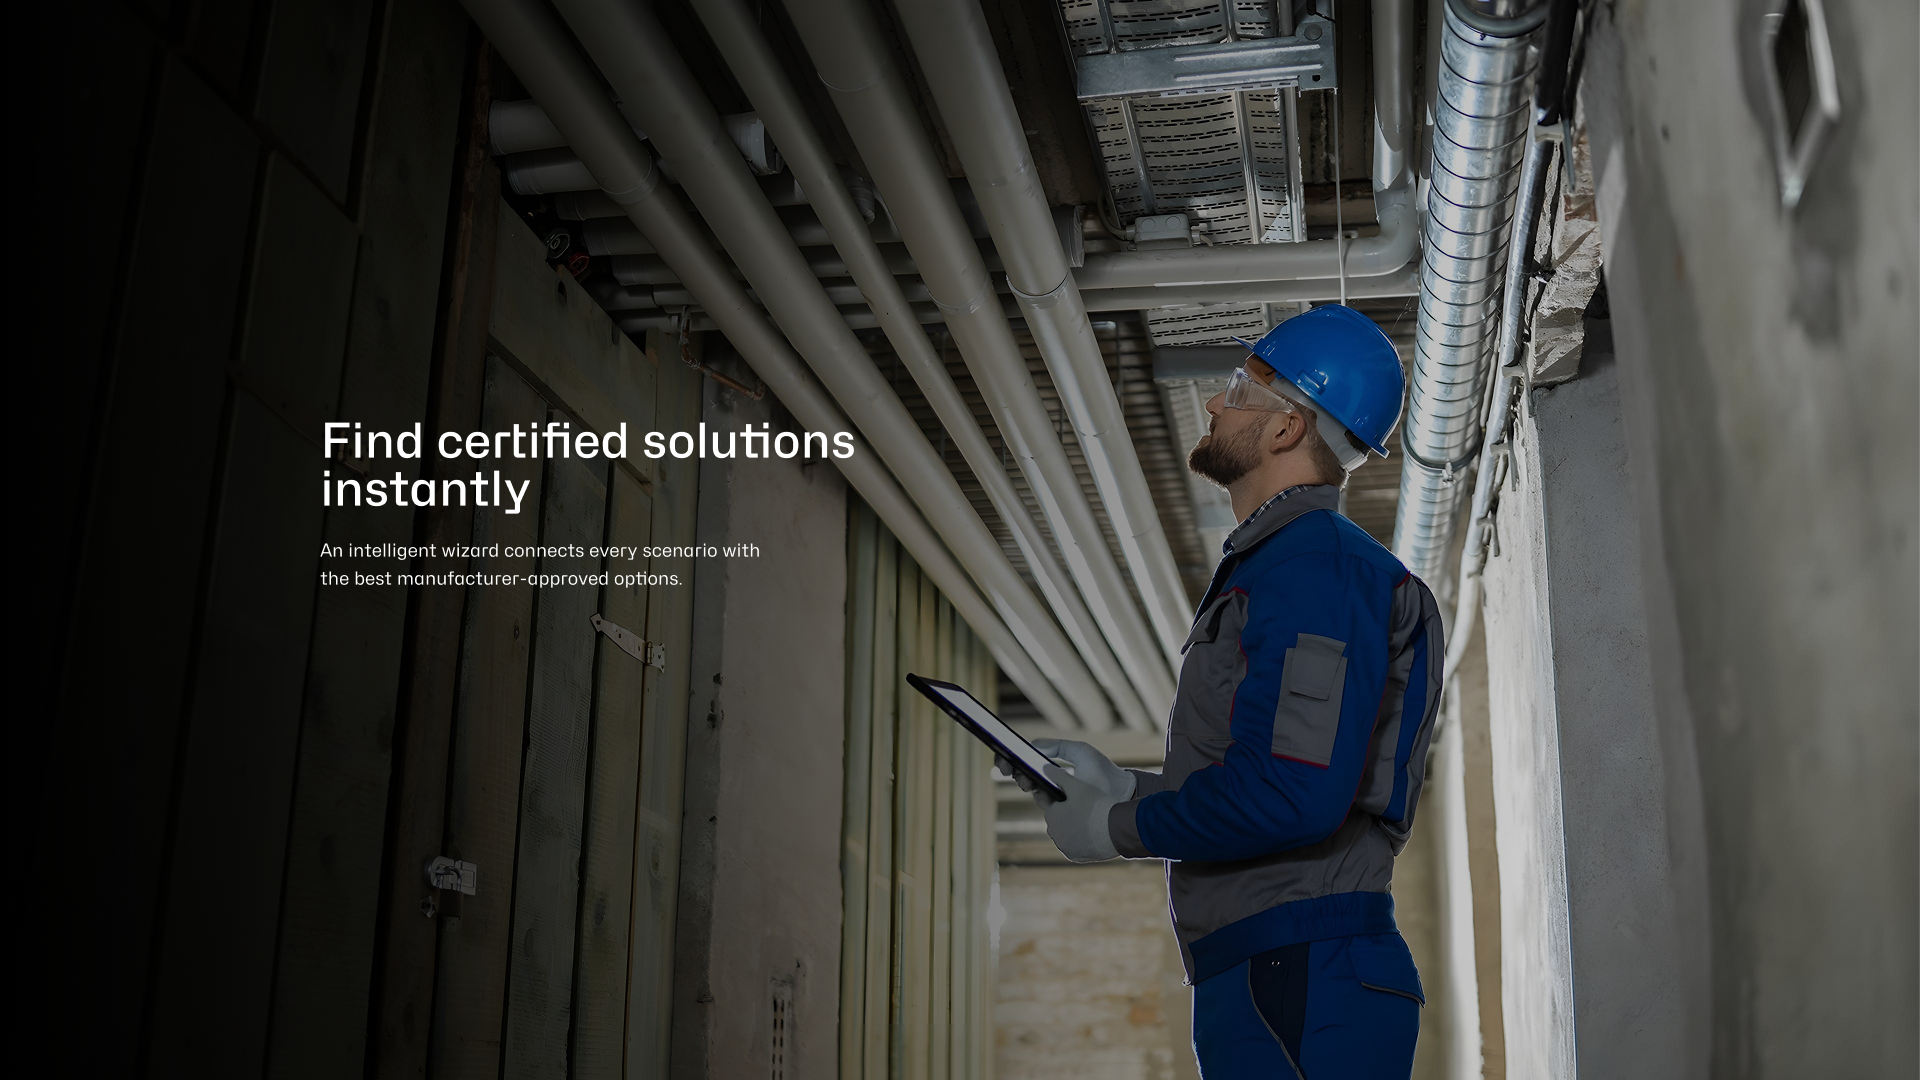 Find certified solutions
instantly
An intelligent wizard connects every scenario with
the best manufacturer-approved options.